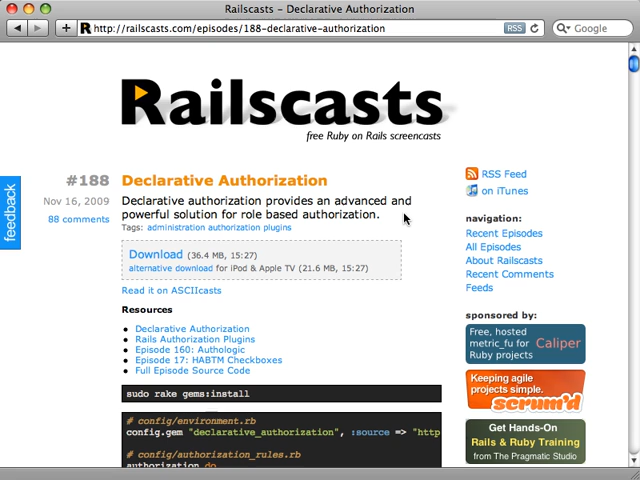 Railscasts – Declarative Authorization
http://railscasts.com/episodes/188-declarative-authorization
RSS
Google
Railscasts
free Ruby on Rails screencasts
feedback
#188
Declarative Authorization
Nov 16, 2009
88 comments
Declarative authorization provides an advanced and
powerful solution for role based authorization.
Tags: administration authorization plugins
Download (36.4 MB, 15:27)
alternative download for iPod & Apple TV (21.6 MB, 15:27)
Read it on ASCIIcasts
Resources
Declarative Authorization
Rails Authorization Plugins
Episode 160: Authologic
Episode 17: HABTM Checkboxes
Full Episode Source Code
sudo rake gems:install
# config/environment.rb
config.gem "declarative_authorization", :source => "http
# config/authorization_rules.rb
authorization do
RSS Feed
on iTunes
navigation:
Recent Episodes
All Episodes
About Railscasts
Recent Comments
Feeds
sponsored by:
Free, hosted
metric_fu for
Ruby projects
Caliper
Keeping agile
projects simple.
scrum'd
Get Hands-On
Rails & Ruby Training
from The Pragmatic Studio